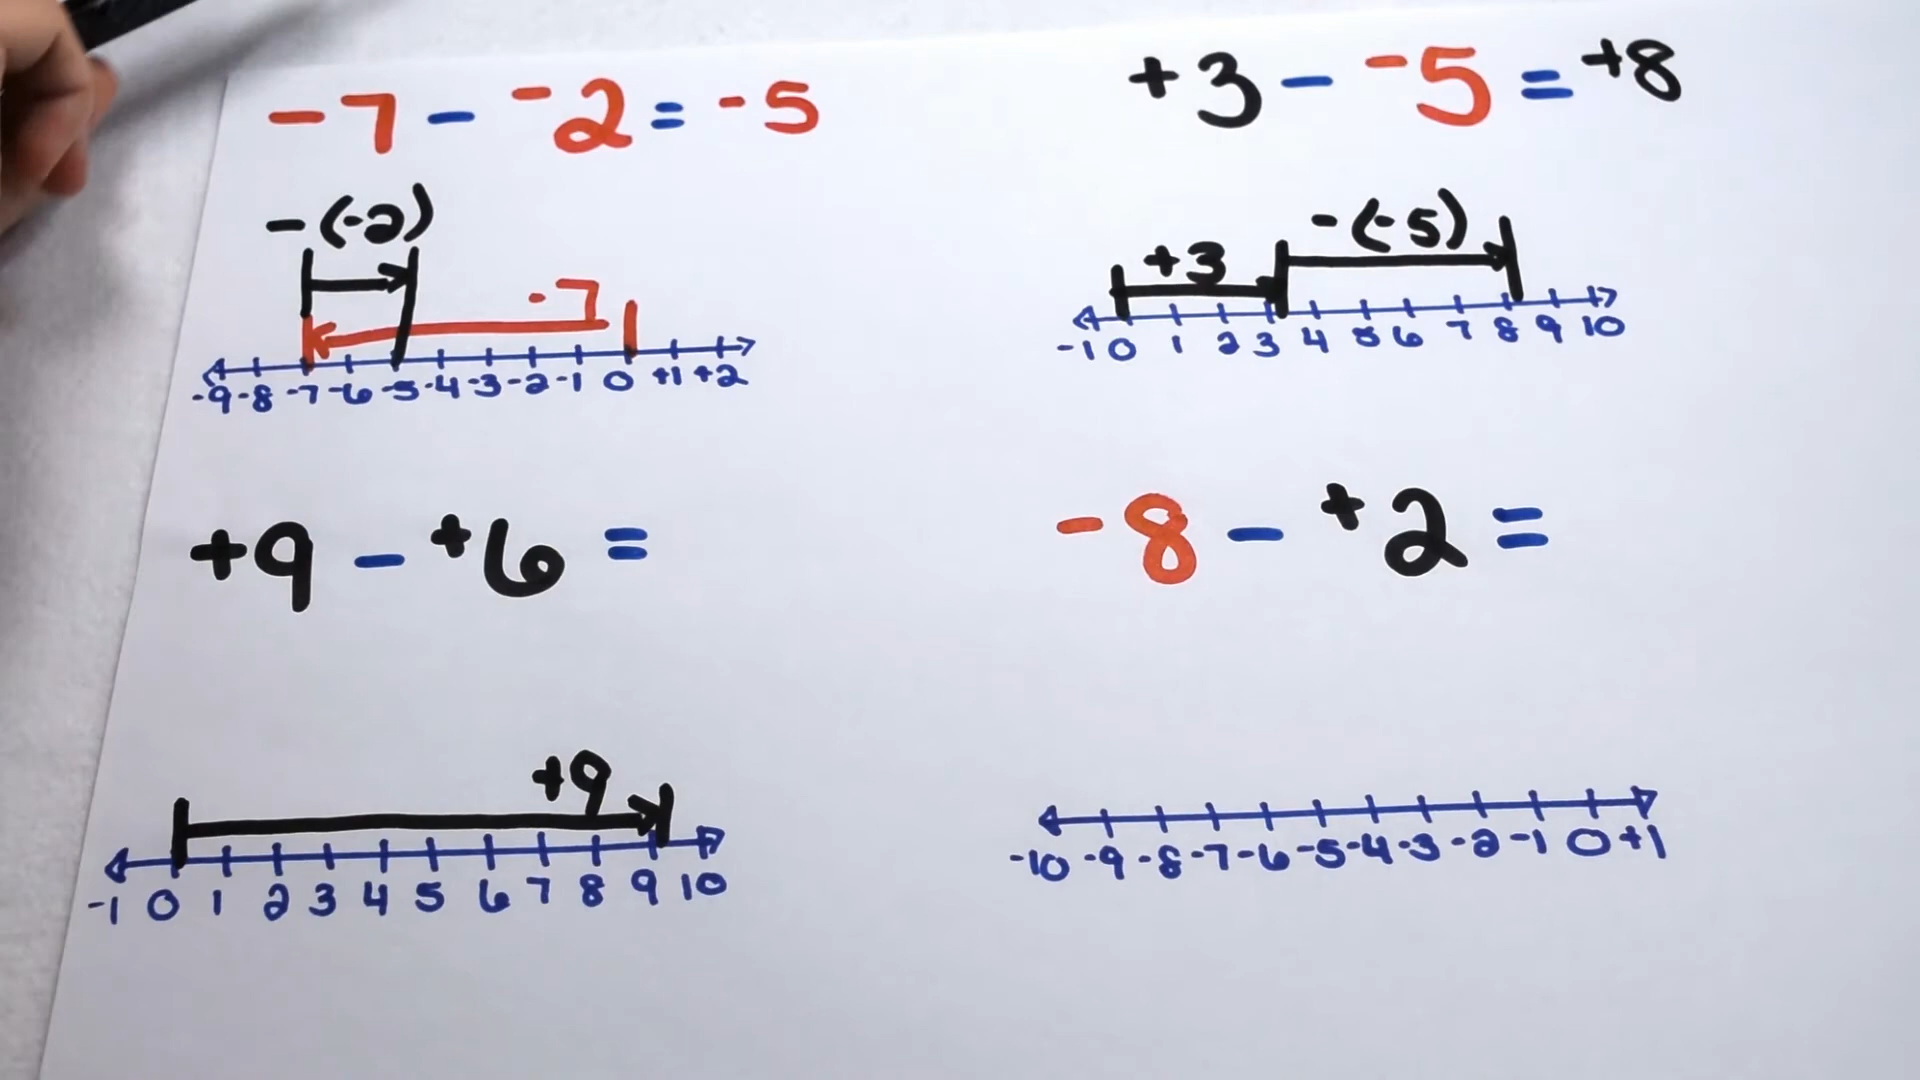 -7 - -2 = -5
-(-2)
-7
-9 -8 -7 -6 -5 -4 -3 -2 -1 0 +1 +2
+3 - -5 = +8
+3 -(-5)
-1 0 1 2 3 4 5 6 7 8 9 10
+9 - +6 =
+9
-1 0 1 2 3 4 5 6 7 8 9 10
-8 - +2 =
-10 -9 -8 -7 -6 -5 -4 -3 -2 -1 0 +1